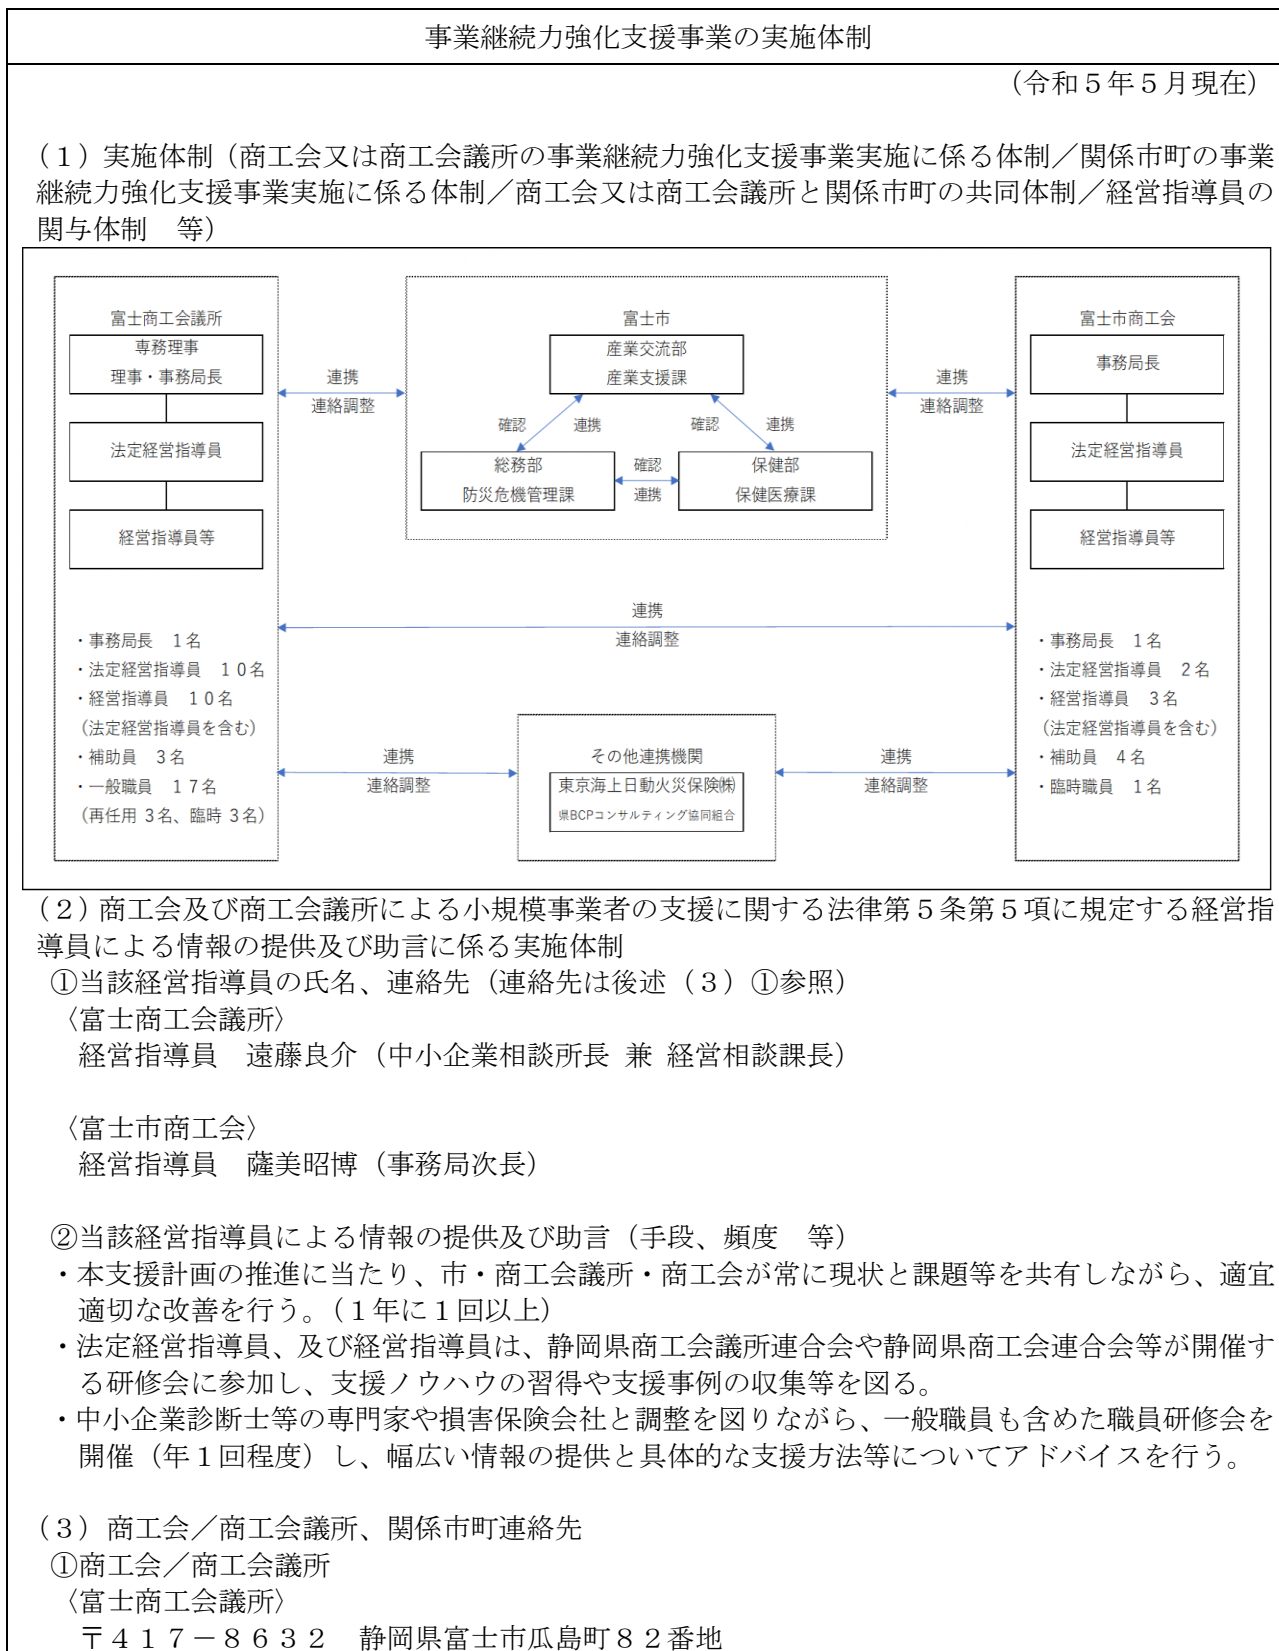 事業継続力強化支援事業の実施体制
（令和５年５月現在）
（１）実施体制（商工会又は商工会議所の事業継続力強化支援事業実施に係る体制／関係市町の事業
継続力強化支援事業実施に係る体制／商工会又は商工会議所と関係市町の共同体制／経営指導員の
関与体制　等）
富士商工会議所
専務理事
理事・事務局長
法定経営指導員
経営指導員等
・事務局長　1名
・法定経営指導員　１０名
・経営指導員　１０名
（法定経営指導員を含む）
・補助員　3名
・一般職員　１７名
（再任用 3名、臨時 3名）
連携
連絡調整
富士市
産業交流部
産業支援課
確認
連携
確認
連携
総務部
防災危機管理課
確認
連携
保健部
保健医療課
連携
連絡調整
富士市商工会
事務局長
法定経営指導員
経営指導員等
・事務局長　1名
・法定経営指導員　2名
・経営指導員　3名
（法定経営指導員を含む）
・補助員　4名
・臨時職員　1名
連携
連絡調整
連携
連絡調整
その他連携機関
東京海上日動火災保険㈱
県BCPコンサルティング協同組合
連携
連絡調整
（２）商工会及び商工会議所による小規模事業者の支援に関する法律第５条第５項に規定する経営指
導員による情報の提供及び助言に係る実施体制
①当該経営指導員の氏名、連絡先（連絡先は後述（３）①参照）
〈富士商工会議所〉
経営指導員　遠藤良介（中小企業相談所長 兼 経営相談課長）
〈富士市商工会〉
経営指導員　薩美昭博（事務局次長）
②当該経営指導員による情報の提供及び助言（手段、頻度　等）
・本支援計画の推進に当たり、市・商工会議所・商工会が常に現状と課題等を共有しながら、適宜
適切な改善を行う。（１年に１回以上）
・法定経営指導員、及び経営指導員は、静岡県商工会議所連合会や静岡県商工会連合会等が開催す
る研修会に参加し、支援ノウハウの習得や支援事例の収集等を図る。
・中小企業診断士等の専門家や損害保険会社と調整を図りながら、一般職員も含めた職員研修会を
開催（年１回程度）し、幅広い情報の提供と具体的な支援方法等についてアドバイスを行う。
（３）商工会／商工会議所、関係市町連絡先
①商工会／商工会議所
〈富士商工会議所〉
〒４１７－８６３２　静岡県富士市瓜島町８２番地